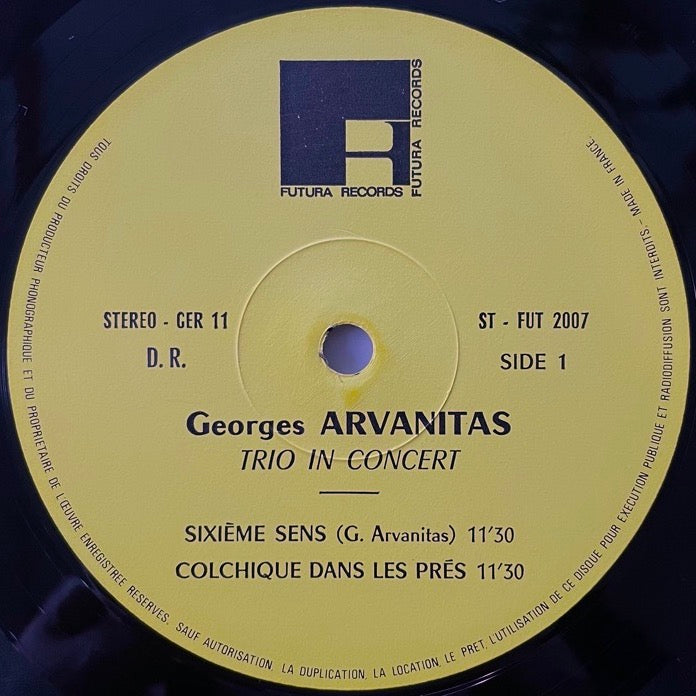 FUTURA RECORDS
FUTURA RECORDS
STEREO - GER 11
D. R.
ST - FUT 2007
SIDE 1
Georges ARVANITAS
TRIO IN CONCERT
SIXIÈME SENS (G. Arvanitas) 11'30
COLCHIQUE DANS LES PRÉS 11'30
TOUS DROITS DU PRODUCTEUR PHONOGRAPHIQUE ET DU PROPRIETAIRE DE L'ŒUVRE ENREGISTREE RESERVES, SAUF AUTORISATION, LA DUPLICATION, LA LOCATION, LE PRET, L'UTILISATION DE CE DISQUE POUR EXECUTION PUBLIQUE ET RADIODIFFUSION SONT INTERDITS. - MADE IN FRANCE.